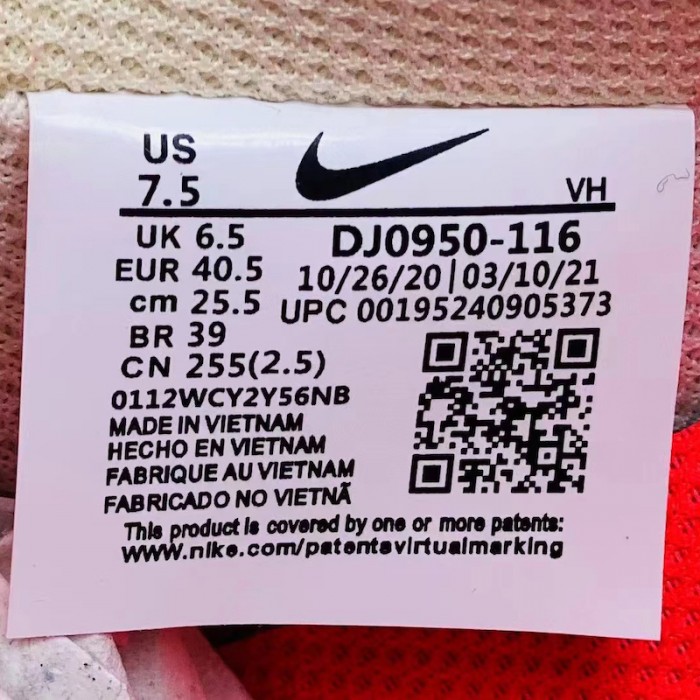 US
7.5
VH
UK 6.5
EUR 40.5
cm 25.5
BR 39
CN 255(2.5)
DJ0950-116
10/26/20|03/10/21
UPC 00195240905373
0112WCY2Y56NB
MADE IN VIETNAM
HECHO EN VIETNAM
FABRIQUE AU VIETNAM
FABRICADO NO VIETNÃ
This product is covered by one or more patents:
www.nike.com/patentsvirtualmarking